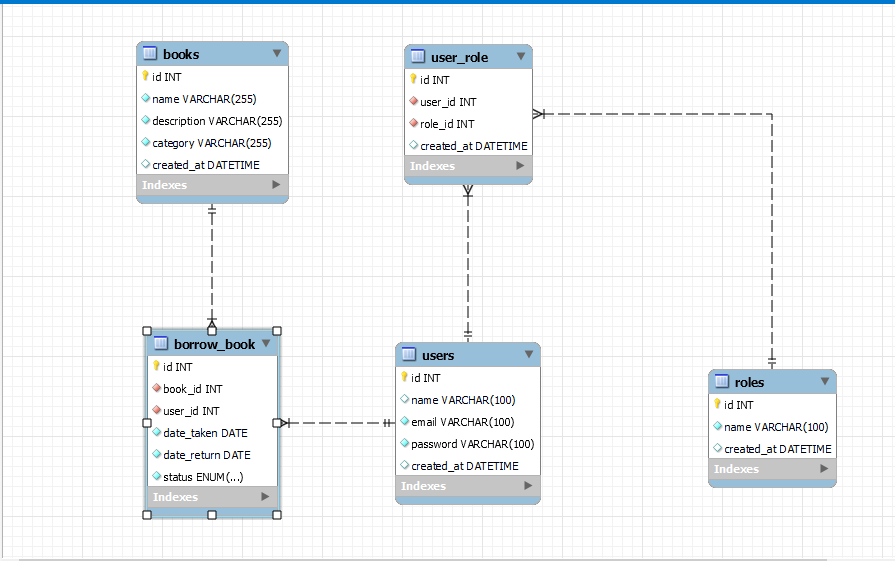 books
id INT
name VARCHAR(255)
description VARCHAR(255)
category VARCHAR(255)
created_at DATETIME
Indexes
user_role
id INT
user_id INT
role_id INT
created_at DATETIME
Indexes
borrow_book
id INT
book_id INT
user_id INT
date_taken DATE
date_return DATE
status ENUM(...)
Indexes
users
id INT
name VARCHAR(100)
email VARCHAR(100)
password VARCHAR(100)
created_at DATETIME
Indexes
roles
id INT
name VARCHAR(100)
created_at DATETIME
Indexes